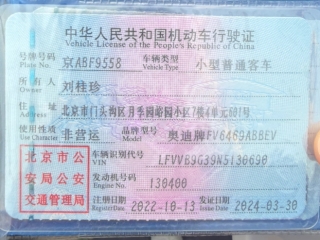 中华人民共和国机动车行驶证
Vehicle License of the People's Republic of China
号牌号码 京ABF9558 车辆类型 小型普通客车
Plate No. Vehicle Type
所有人 刘桂珍
Owner
住址 北京市门头沟区月季园峪园小区7楼4单元601号
Address
使用性质 非营运 品牌型号 奥迪牌FV6469ABBEV
Use Character
北京市公 车辆识别代号 LFVVB9G39N5130690
安局公安 VIN
交通管理局 发动机号码 130400
Engine No.
注册日期 2022-10-13 发证日期 2024-03-30
Register Date Issue Date